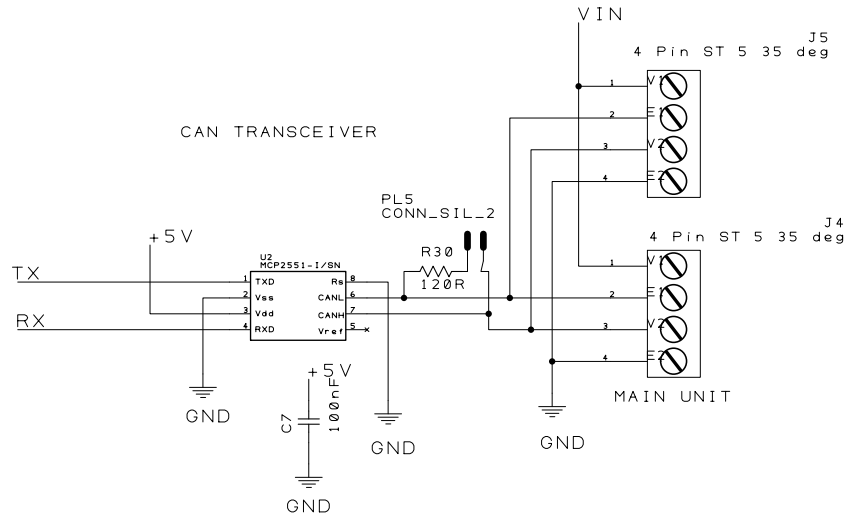 VIN
J5
4 Pin ST 5 35 deg
1 V1
2 E1
3 V2
4 E2
CAN TRANSCEIVER
PL5
CONN_SIL_2
J4
4 Pin ST 5 35 deg
+5V
R30
120R
U2
MCP2551-I/SN
TX
1 TXD
Rs 8
2 Vss
CANL 6
3 Vdd
CANH 7
RX
4 RXD
Vref 5
1 V1
2 E1
3 V2
4 E2
MAIN UNIT
+5V
C7
100nF
GND
GND
GND
GND